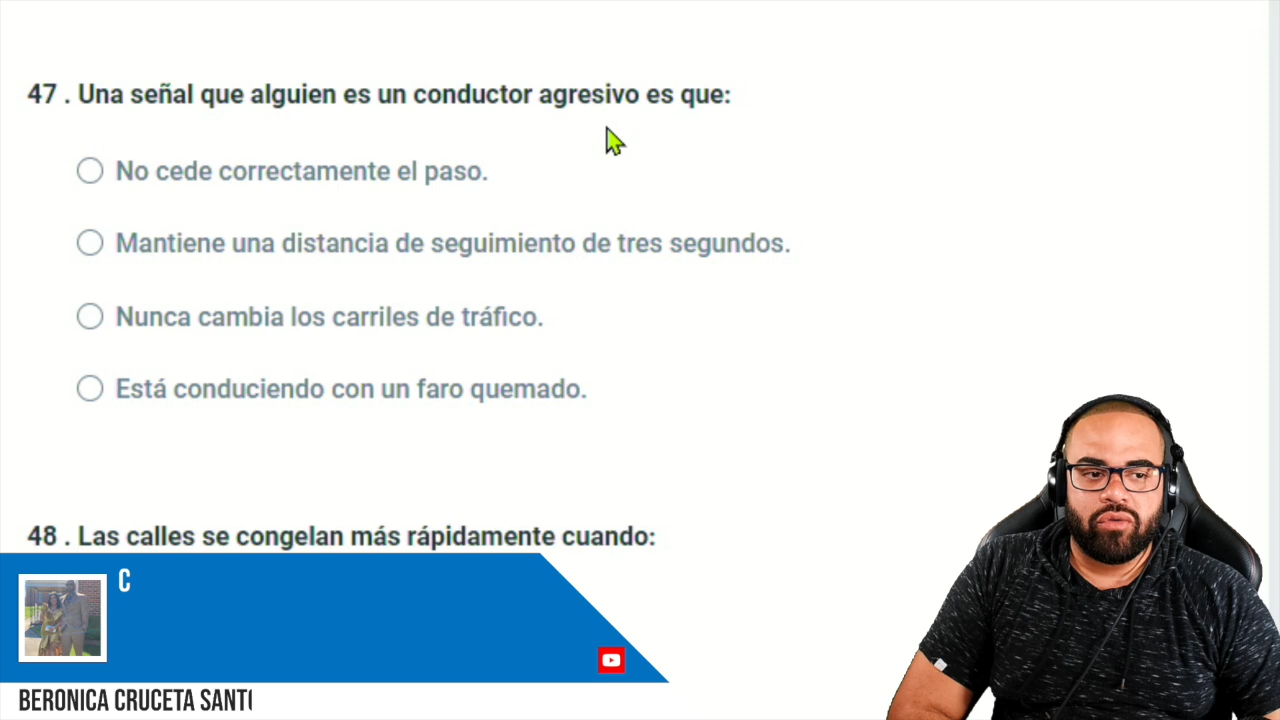 47 . Una señal que alguien es un conductor agresivo es que:
No cede correctamente el paso.
Mantiene una distancia de seguimiento de tres segundos.
Nunca cambia los carriles de tráfico.
Está conduciendo con un faro quemado.
48 . Las calles se congelan más rápidamente cuando:
C
BERONICA CRUCETA SANT